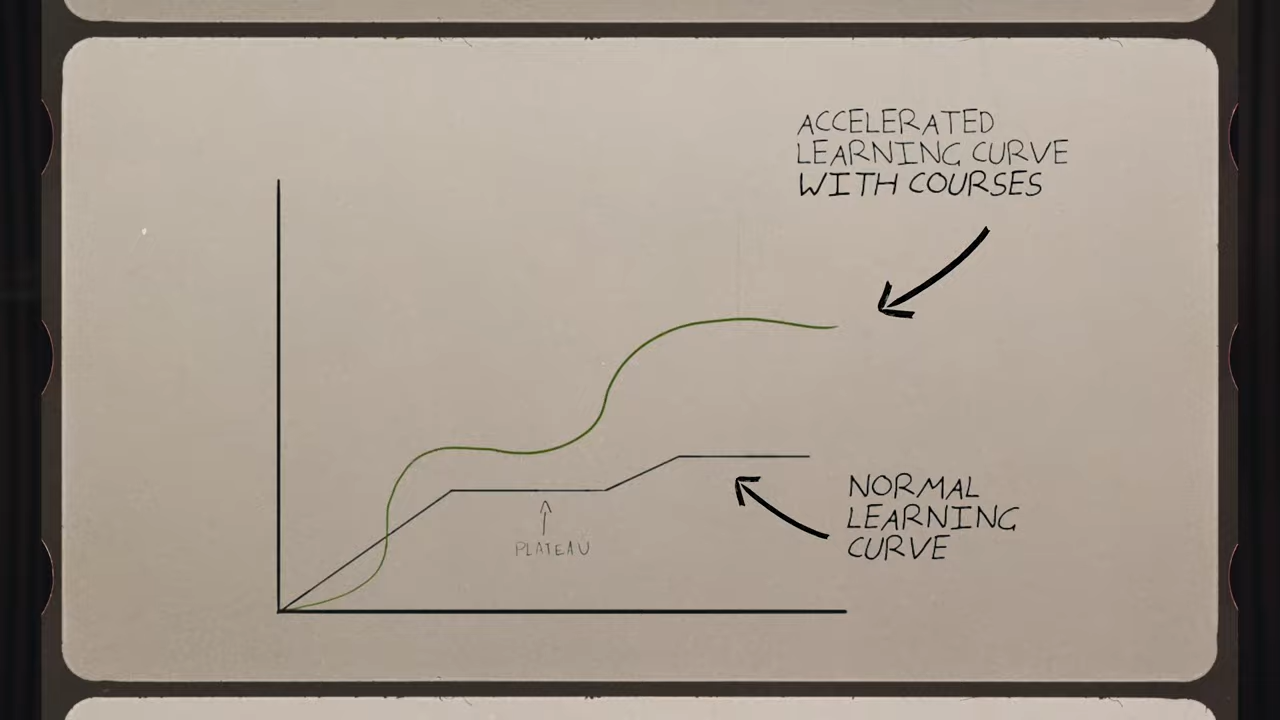 ACCELERATED
LEARNING CURVE
WITH COURSES
NORMAL
LEARNING
CURVE
PLATEAU